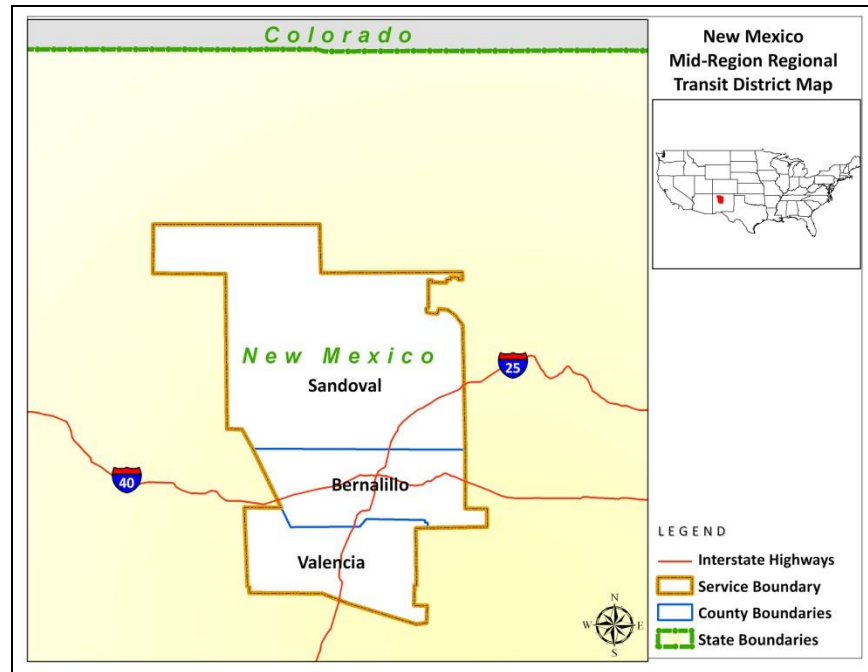 Colorado
New Mexico
Mid-Region Regional
Transit District Map
New Mexico
Sandoval
25
40
Bernalillo
Valencia
LEGEND
Interstate Highways
Service Boundary
County Boundaries
State Boundaries
N
W E
S